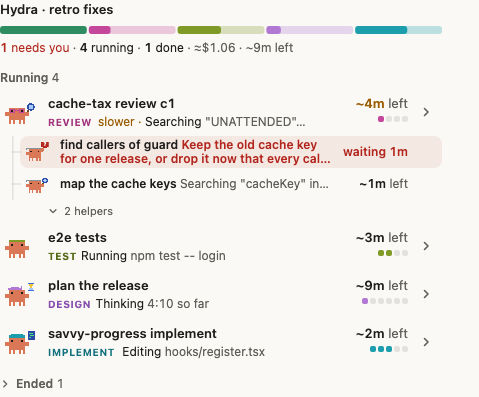 Hydra · retro fixes
1 needs you · 4 running · 1 done · ≈$1.06 · ~9m left
Running 4
cache-tax review c1
~4m left
REVIEW slower · Searching "UNATTENDED"...
find callers of guard Keep the old cache key
for one release, or drop it now that every cal...
waiting 1m
map the cache keys Searching "cacheKey" in...
~1m left
2 helpers
e2e tests
~3m left
TEST Running npm test -- login
plan the release
~9m left
DESIGN Thinking 4:10 so far
savvy-progress implement
~2m left
IMPLEMENT Editing hooks/register.tsx
Ended 1